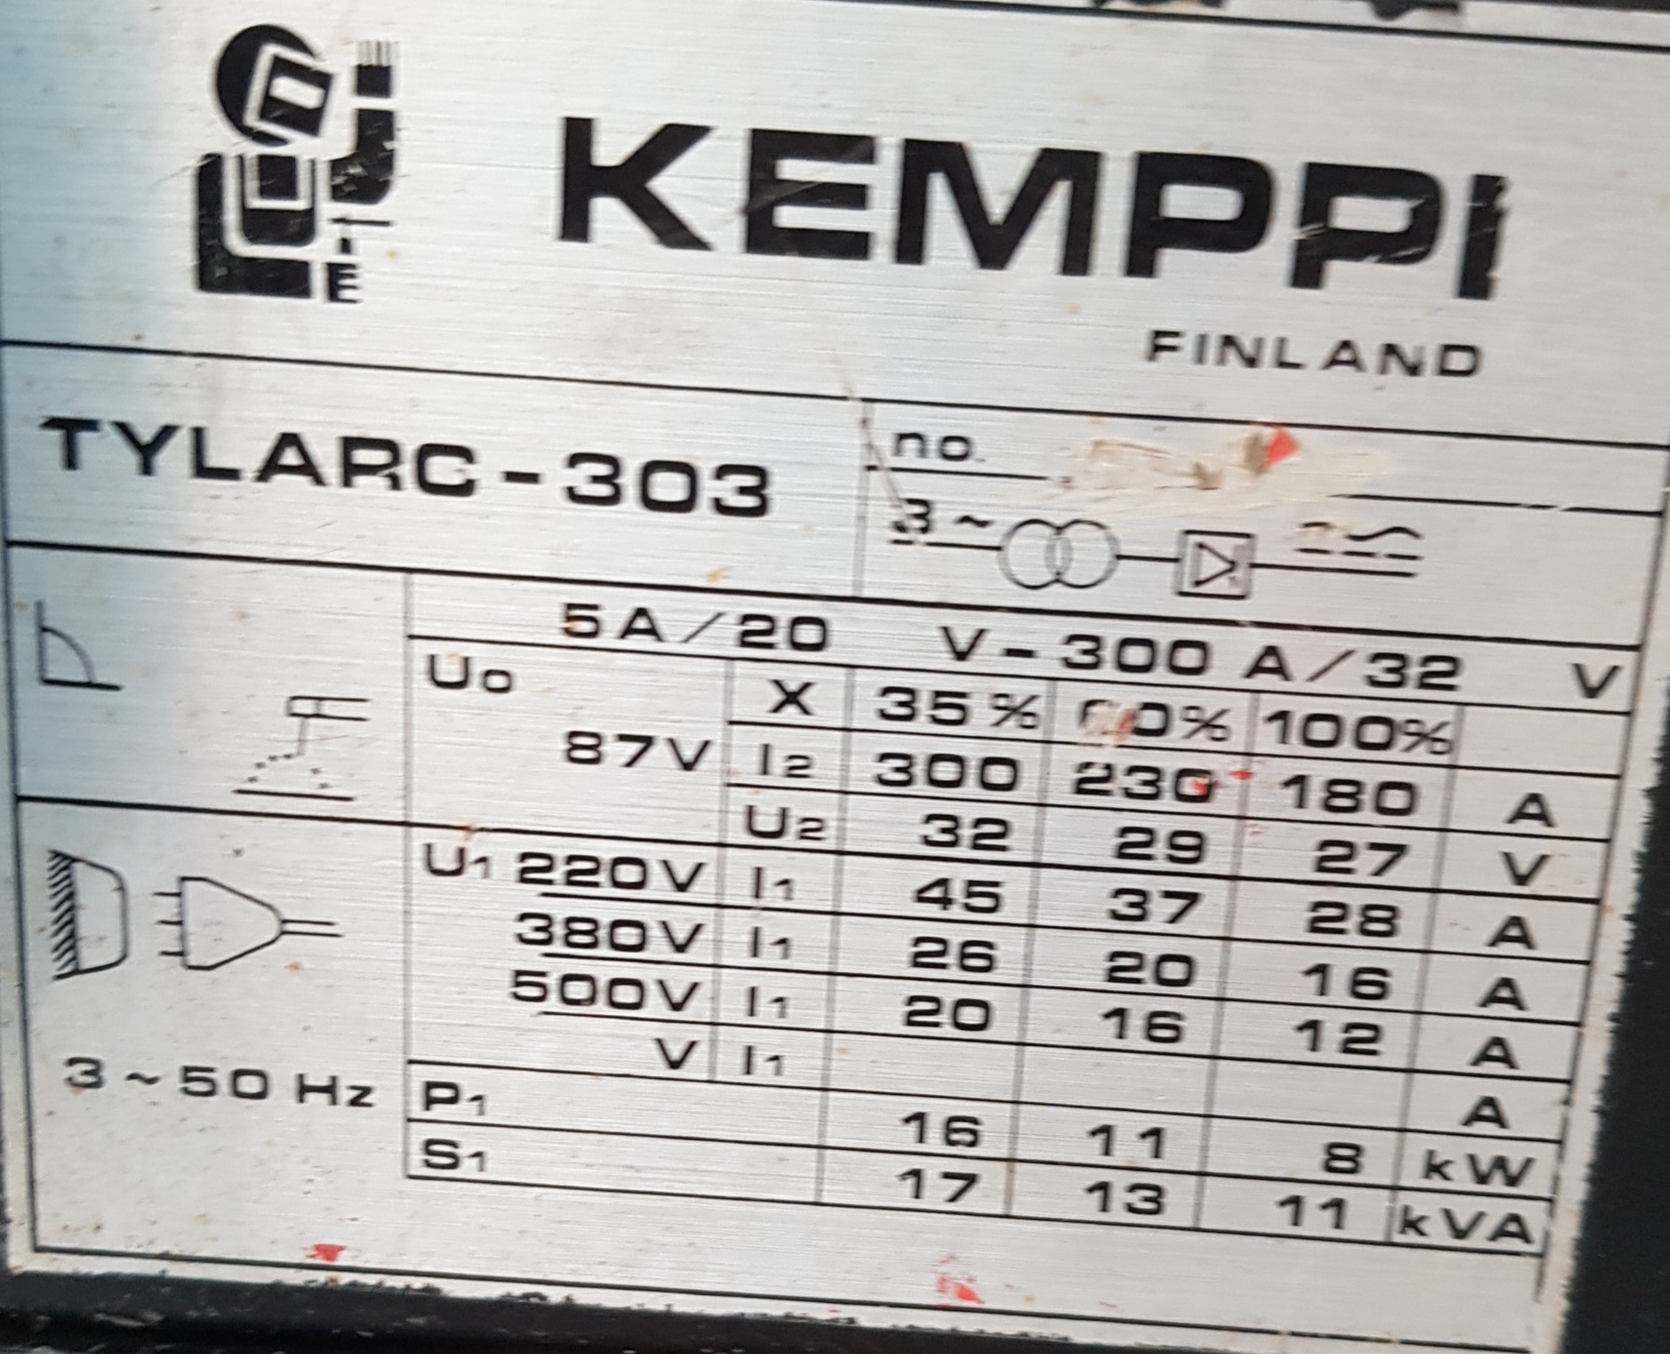 KEMPPI
FINLAND
TYLARC-303
no.
3~
5A/20 V-300 A/32 V
Uo X 35% 100%
87V I2 300 230 180 A
U2 32 29 27 V
U1 220V I1 45 37 28 A
380V I1 26 20 16 A
500V I1 20 16 12 A
V I1 A
3~50 Hz
P1 16 11 8 kW
S1 17 13 11 kVA